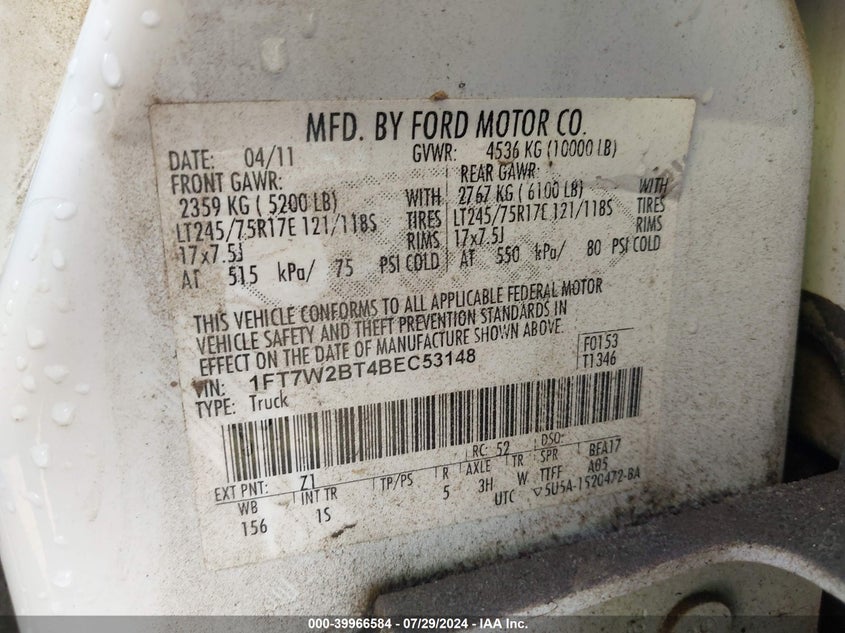 MFD. BY FORD MOTOR CO.
DATE: 04/11 GVWR: 4536 KG (10000 LB)
FRONT GAWR: REAR GAWR:
2359 KG ( 5200 LB) WITH 2767 KG ( 6100 LB) WITH
LT245/75R17E 121/118S TIRES LT245/75R17E 121/118S TIRES
17x7.5J RIMS 17x7.5J RIMS
AT 515 kPa/ 75 PSI COLD AT 550 kPa/ 80 PSI COLD
THIS VEHICLE CONFORMS TO ALL APPLICABLE FEDERAL MOTOR
VEHICLE SAFETY AND THEFT PREVENTION STANDARDS IN
EFFECT ON THE DATE OF MANUFACTURE SHOWN ABOVE.
VIN: 1FT7W2BT4BEC53148 F0153
TYPE: Truck T1346
EXT PNT: Z1 RC: 52 DSO:
WB INT TR TP/PS R AXLE TR SPR BFA17
156 1S 5 3H W TTFF A05
UTC ▽5U5A-1520472-BA
000-39966584 / 07/29/2024 - IAA Inc.